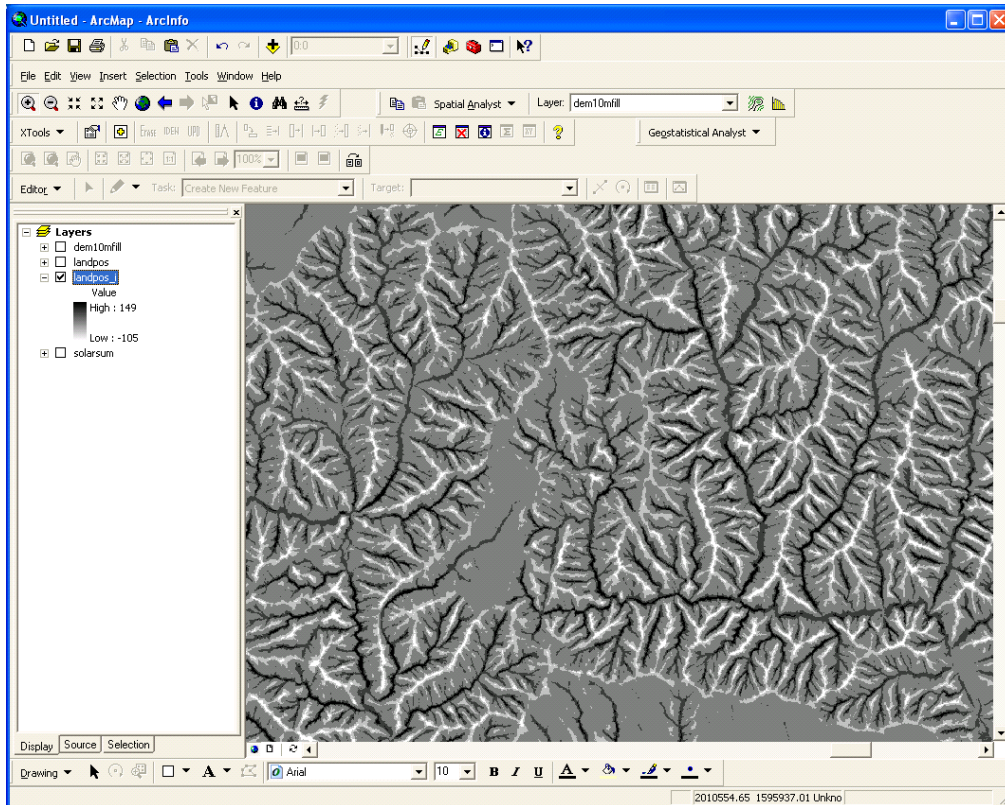 Untitled - ArcMap - ArcInfo
0:0
File Edit View Insert Selection Tools Window Help
Spatial Analyst Layer: dem10mfill
XTools Geostatistical Analyst
1:1 100%
Editor Task: Create New Feature Target:
Layers
dem10mfill
landpos
landpos_i
Value
High : 149
Low : -105
solarsum
Display Source Selection
Drawing A Arial 10 B I U A
2010554.65 1595937.01 Unkno